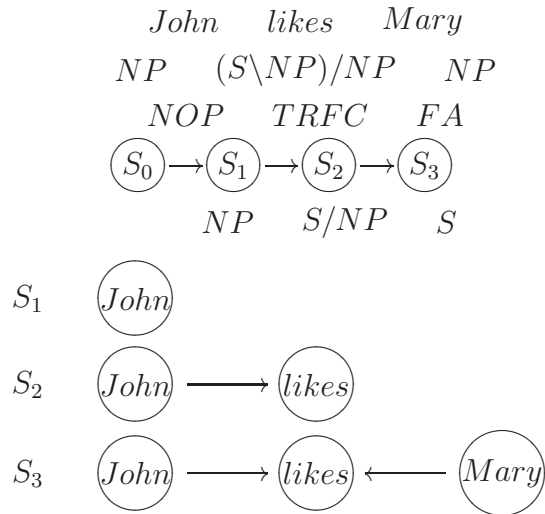 John likes Mary
NP (S\NP)/NP NP
NOP TRFC FA
S0 S1 S2 S3
NP S/NP S
S1 John
S2 John likes
S3 John likes Mary